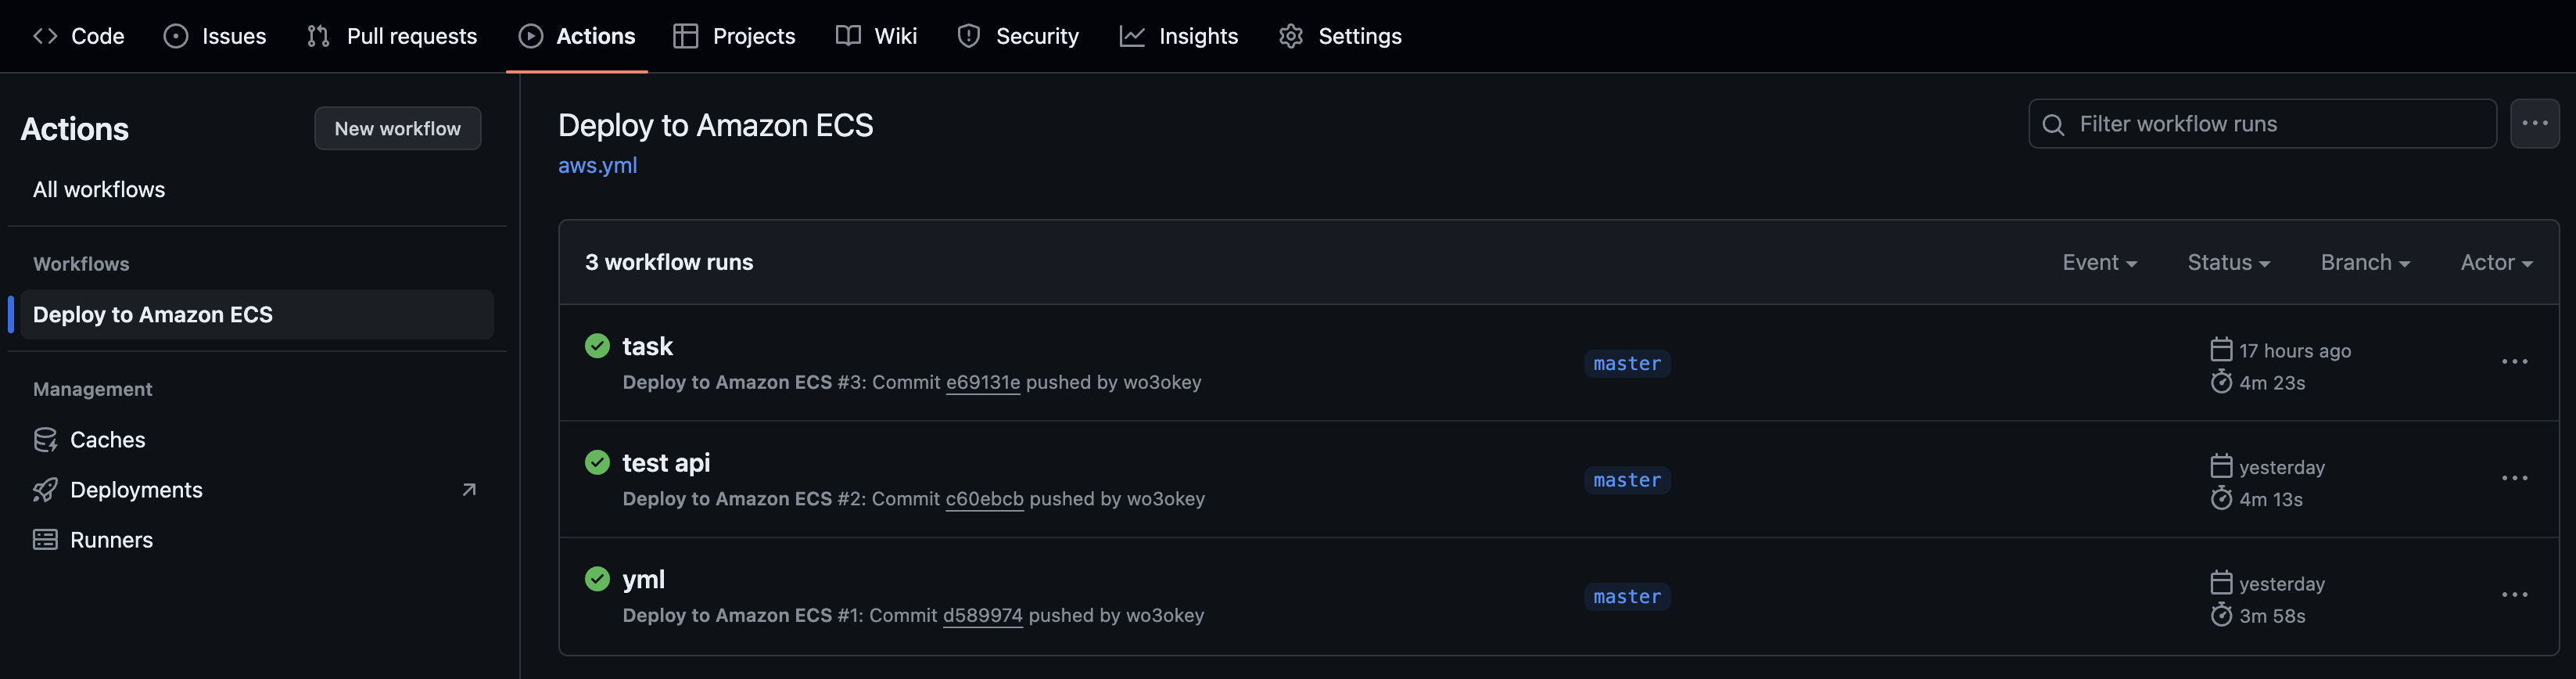 Code Issues Pull requests Actions Projects Wiki Security Insights Settings
Actions
New workflow
All workflows
Workflows
Deploy to Amazon ECS
Management
Caches
Deployments
Runners
Deploy to Amazon ECS
aws.yml
Filter workflow runs
3 workflow runs
Event Status Branch Actor
task
Deploy to Amazon ECS #3: Commit e69131e pushed by wo3okey
master
17 hours ago
4m 23s
test api
Deploy to Amazon ECS #2: Commit c60ebcb pushed by wo3okey
master
yesterday
4m 13s
yml
Deploy to Amazon ECS #1: Commit d589974 pushed by wo3okey
master
yesterday
3m 58s